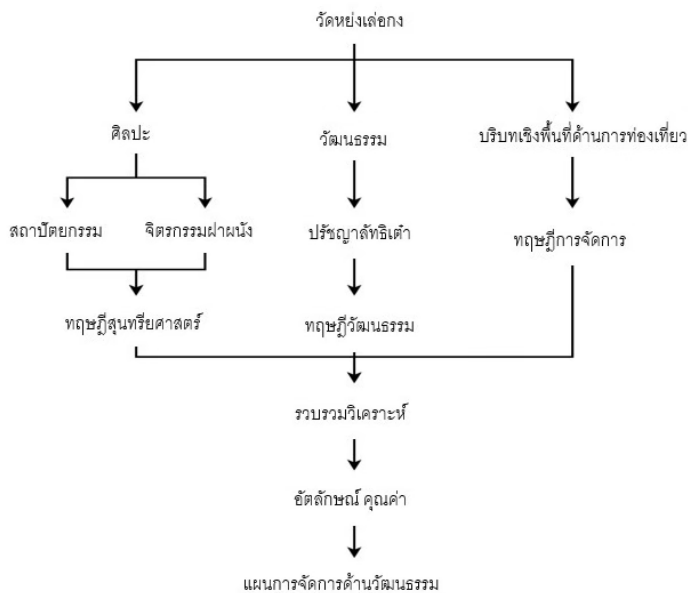 วัดหย่งเล่อกง
ศิลปะ
วัฒนธรรม
บริบทเชิงพื้นที่ด้านการท่องเที่ยว
สถาปัตยกรรม
จิตรกรรมฝาผนัง
ปรัชญาลัทธิเต๋า
ทฤษฎีการจัดการ
ทฤษฎีสุนทรียศาสตร์
ทฤษฎีวัฒนธรรม
รวบรวมวิเคราะห์
อัตลักษณ์ คุณค่า
แผนการจัดการด้านวัฒนธรรม